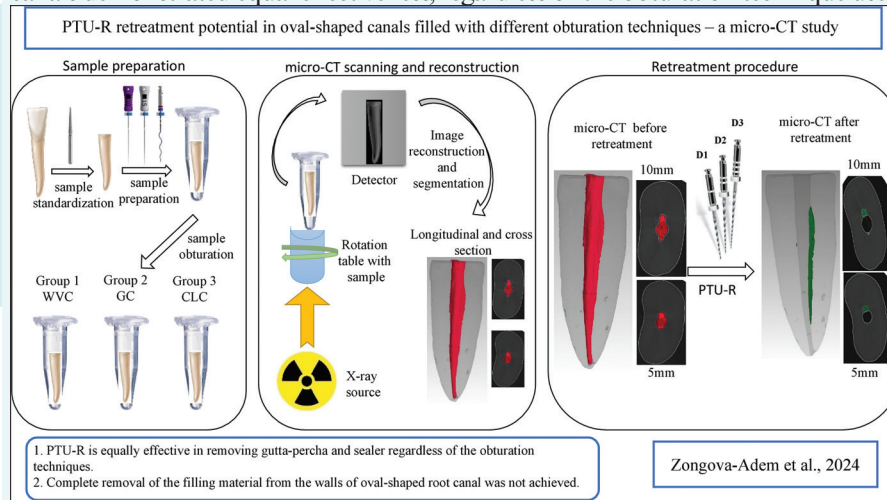 PTU-R retreatment potential in oval-shaped canals filled with different obturation techniques – a micro-CT study
Sample preparation
sample
standardization
sample
preparation
sample
obturation
Group 1
WVC
Group 2
GC
Group 3
CLC
micro-CT scanning and reconstruction
Detector
Image
reconstruction
and
segmentation
Rotation
table with
sample
Longitudinal and cross
section
X-ray
source
Retreatment procedure
micro-CT before
retreatment
10mm
5mm
D1
D2
D3
PTU-R
micro-CT after
retreatment
10mm
5mm
1. PTU-R is equally effective in removing gutta-percha and sealer regardless of the obturation
techniques.
2. Complete removal of the filling material from the walls of oval-shaped root canal was not achieved.
Zongova-Adem et al., 2024